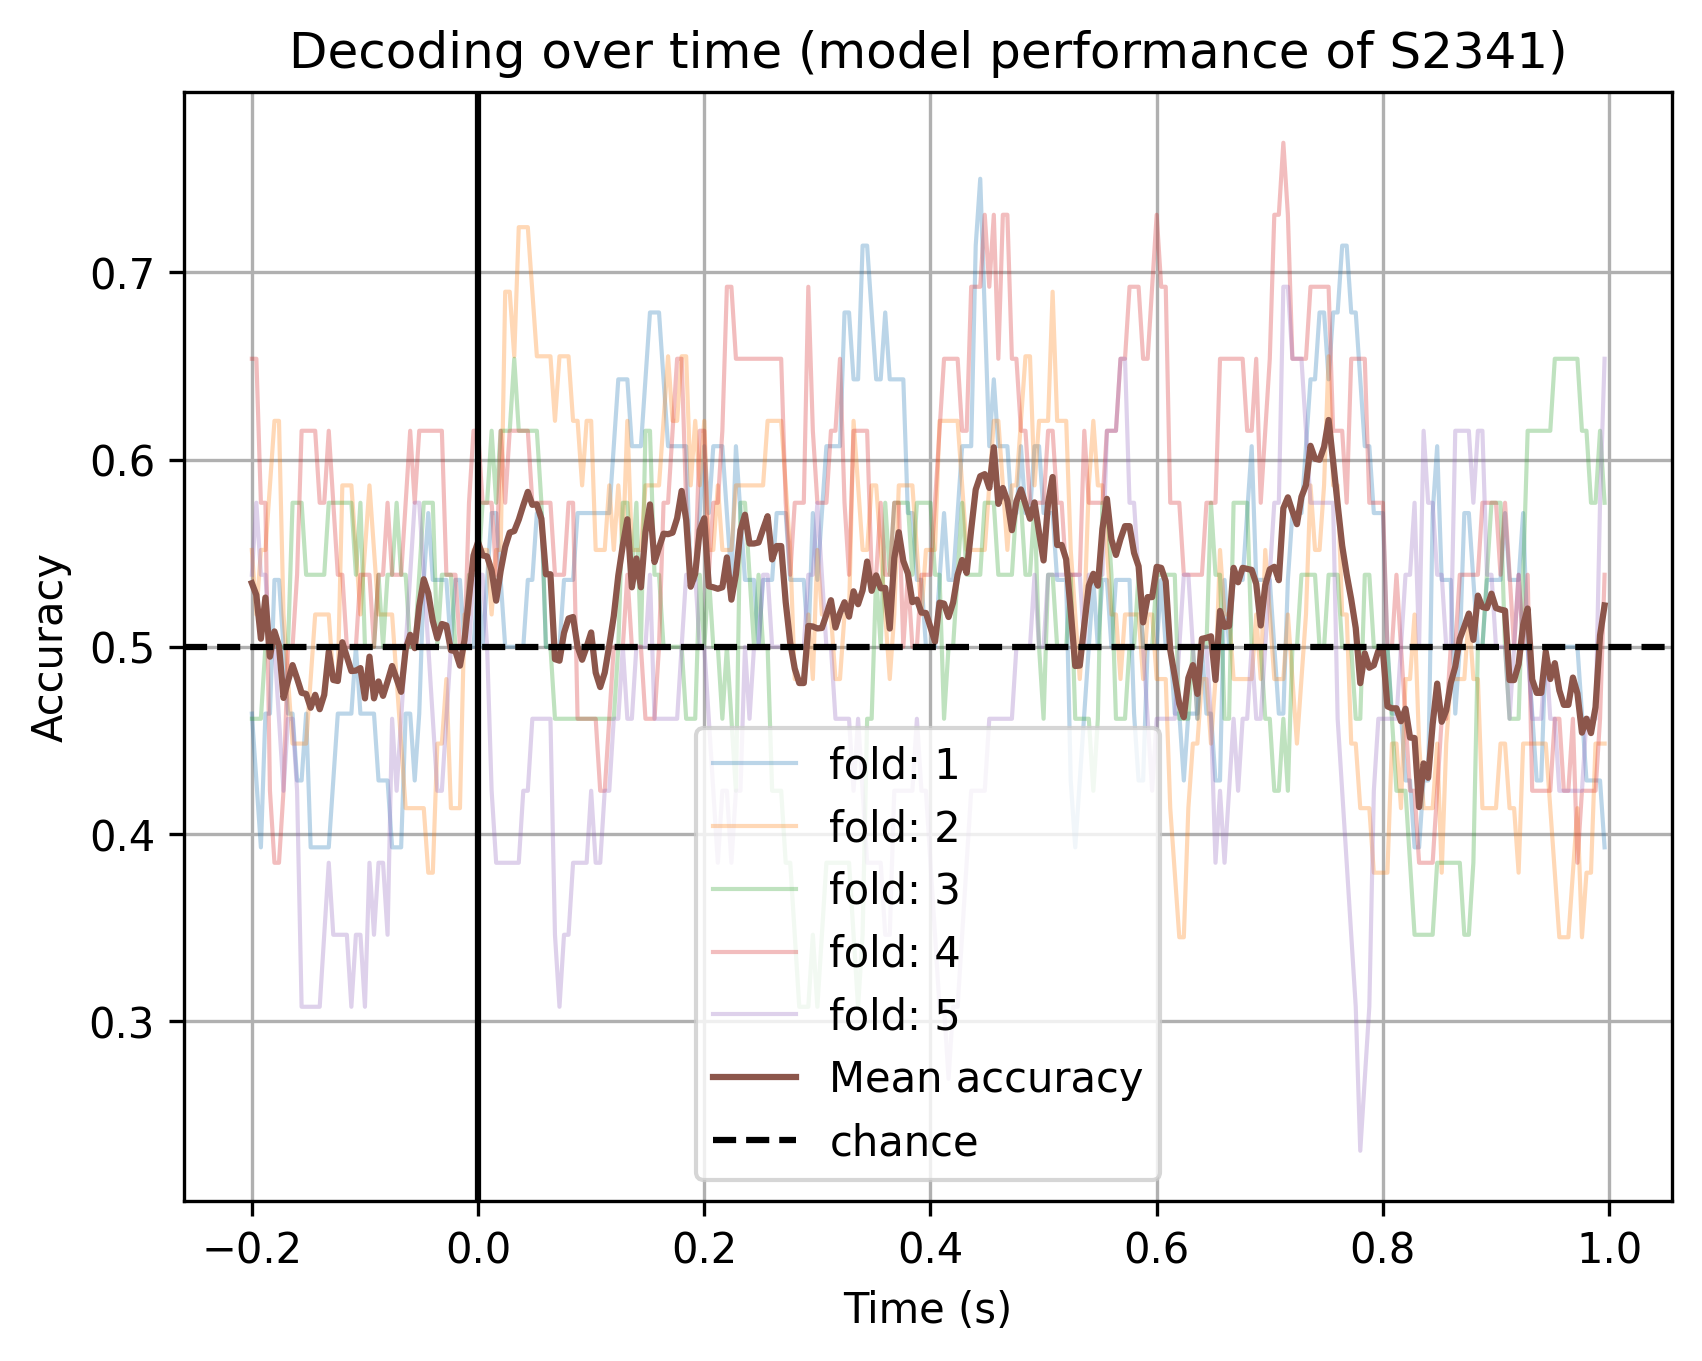 Decoding over time (model performance of S2341)
Accuracy
0.7
0.6
0.5
0.4
0.3
fold: 1
fold: 2
fold: 3
fold: 4
fold: 5
Mean accuracy
chance
−0.2 0.0 0.2 0.4 0.6 0.8 1.0
Time (s)